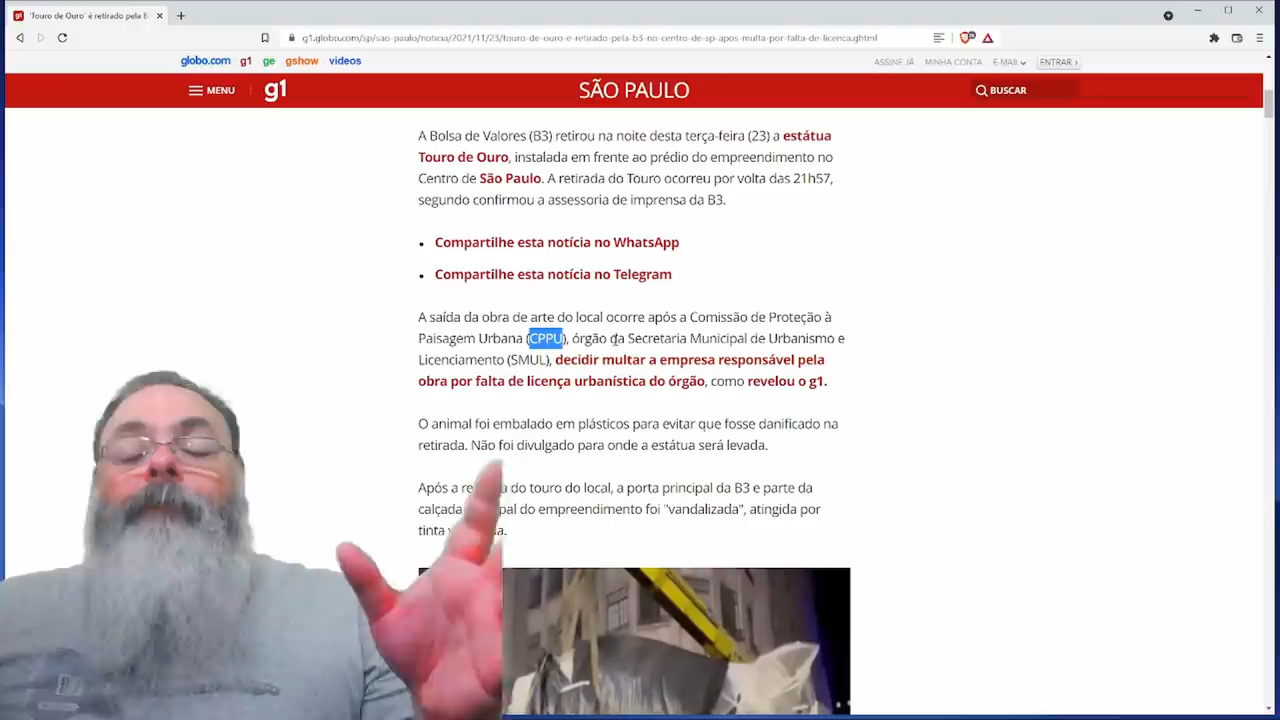 'Touro de Ouro' é retirado pela B
g1.globo.com/sp/sao-paulo/noticia/2021/11/23/touro-de-ouro-e-retirado-pela-b3-no-centro-de-sp-apos-multa-por-falta-de-licenca.ghtml
globo.com g1 ge gshow videos
ASSINE JÁ MINHA CONTA E-MAIL ENTRAR ›
MENU g1 SÃO PAULO BUSCAR
A Bolsa de Valores (B3) retirou na noite desta terça-feira (23) a estátua
Touro de Ouro, instalada em frente ao prédio do empreendimento no
Centro de São Paulo. A retirada do Touro ocorreu por volta das 21h57,
segundo confirmou a assessoria de imprensa da B3.
• Compartilhe esta notícia no WhatsApp
• Compartilhe esta notícia no Telegram
A saída da obra de arte do local ocorre após a Comissão de Proteção à
Paisagem Urbana (CPPU), órgão da Secretaria Municipal de Urbanismo e
Licenciamento (SMUL), decidir multar a empresa responsável pela
obra por falta de licença urbanística do órgão, como revelou o g1.
O animal foi embalado em plásticos para evitar que fosse danificado na
retirada. Não foi divulgado para onde a estátua será levada.
Após a do touro do local, a porta principal da B3 e parte da
calçada do empreendimento foi "vandalizada", atingida por
tinta